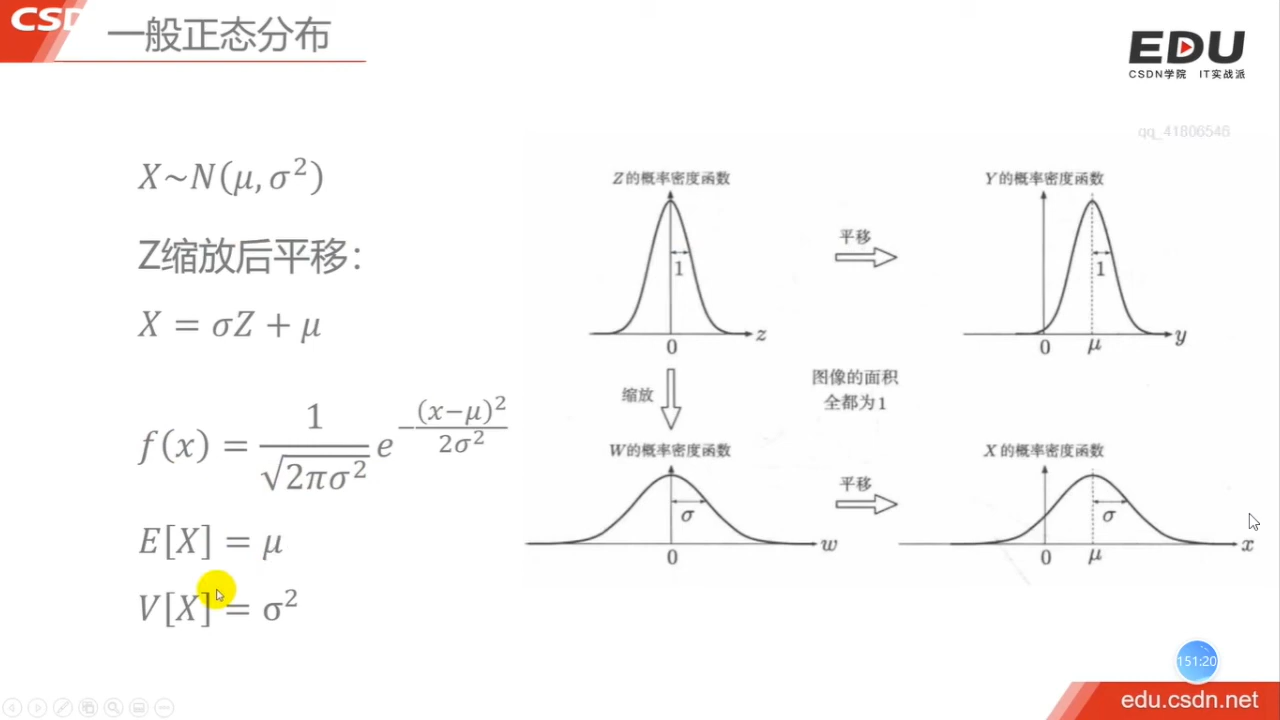 CSD
一般正态分布
EDU
CSDN学院 IT实战派
qq_41806546
X~N(μ,σ²)
Z缩放后平移：
X = σZ + μ
f(x) = 1/√(2πσ²) e^(-(x-μ)²/(2σ²))
E[X] = μ
V[X] = σ²
Z的概率密度函数
1
0
z
平移
Y的概率密度函数
1
0
μ
y
缩放
图像的面积
全都为1
W的概率密度函数
σ
0
w
平移
X的概率密度函数
σ
0
μ
x
151:20
edu.csdn.net